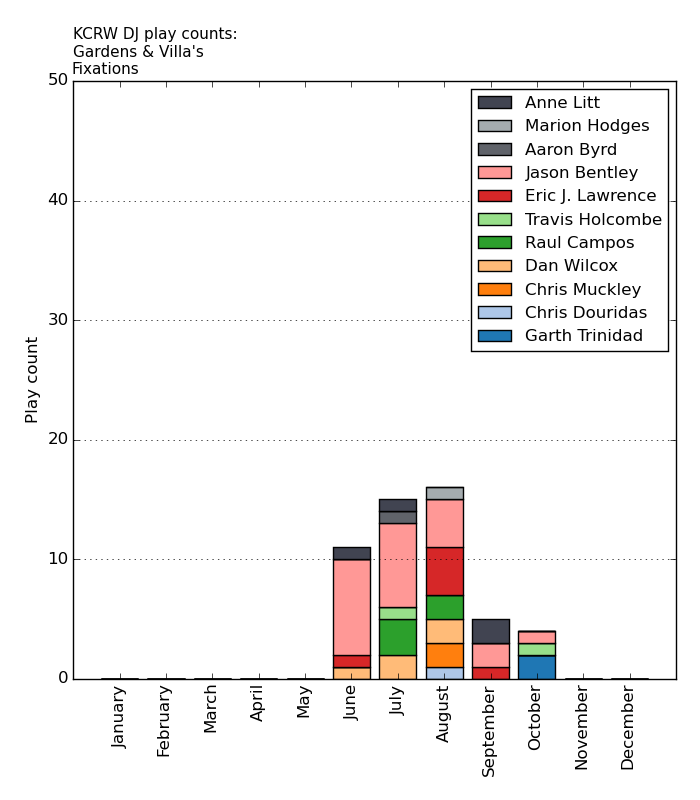 KCRW DJ play counts:
Gardens & Villa's
Fixations
50
40
30
20
10
0
Play count
Anne Litt
Marion Hodges
Aaron Byrd
Jason Bentley
Eric J. Lawrence
Travis Holcombe
Raul Campos
Dan Wilcox
Chris Muckley
Chris Douridas
Garth Trinidad
January
February
March
April
May
June
July
August
September
October
November
December